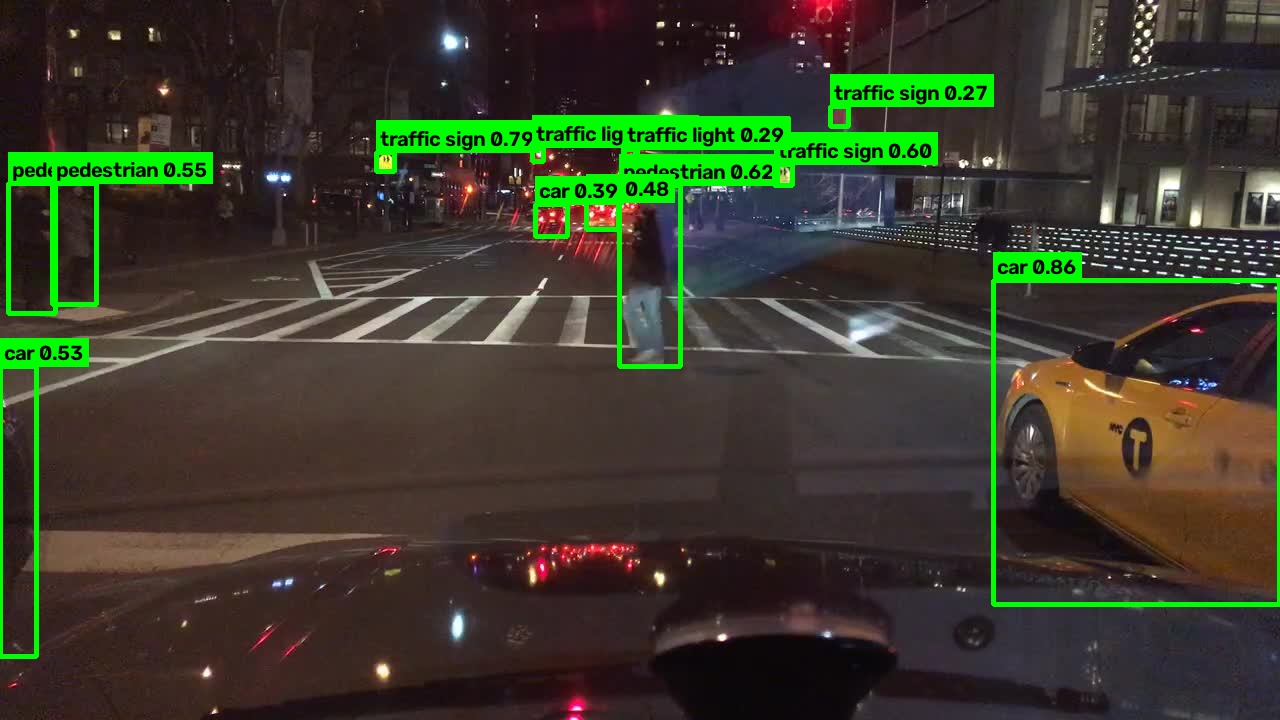 traffic sign 0.27
traffic sign 0.79
traffic lig
traffic light 0.29
traffic sign 0.60
pede
pedestrian 0.55
pedestrian 0.62
car 0.39
0.48
car 0.86
car 0.53
NYC
T